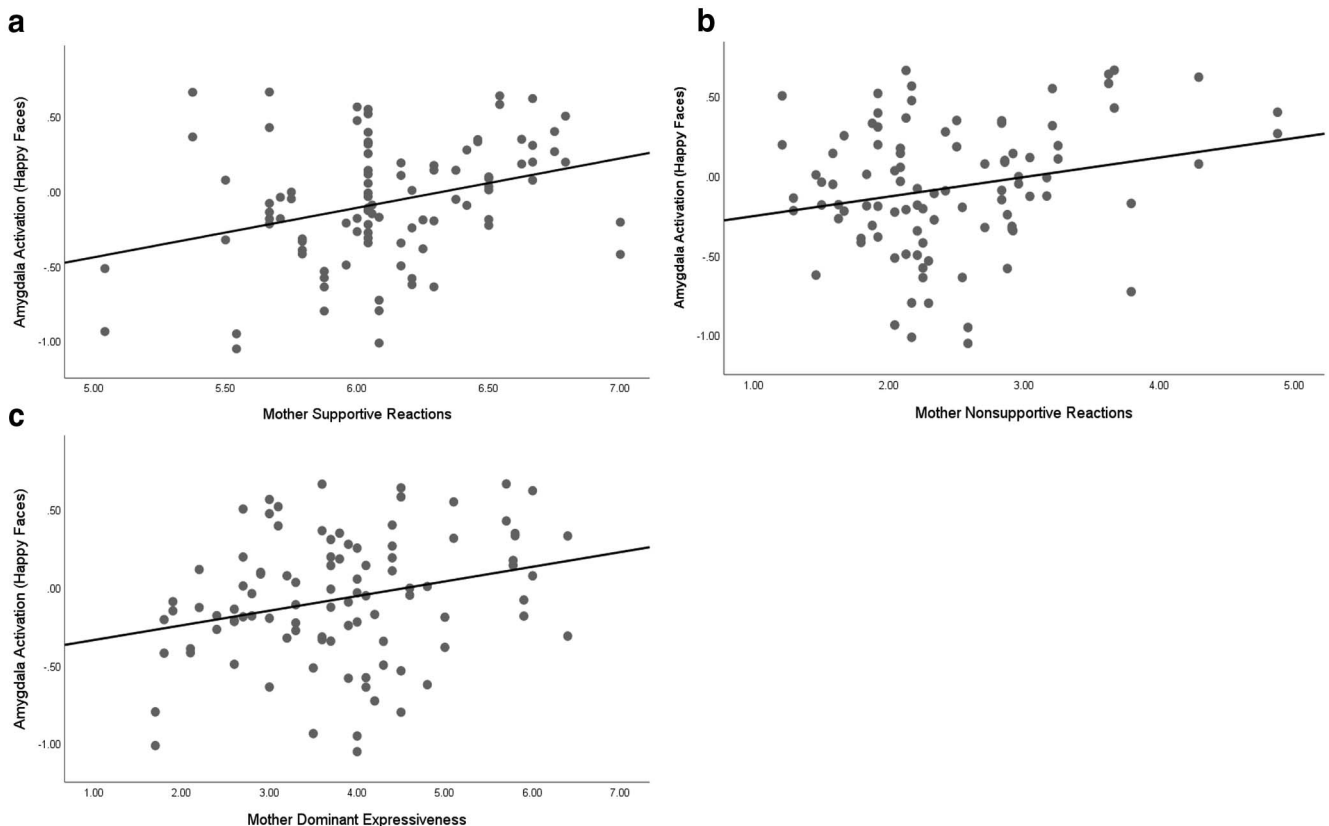 a
Amygdala Activation (Happy Faces)
.50
.00
-.50
-1.00
5.00 5.50 6.00 6.50 7.00
Mother Supportive Reactions
b
Amygdala Activation (Happy Faces)
.50
.00
-.50
-1.00
1.00 2.00 3.00 4.00 5.00
Mother Nonsupportive Reactions
c
Amygdala Activation (Happy Faces)
.50
.00
-.50
-1.00
1.00 2.00 3.00 4.00 5.00 6.00 7.00
Mother Dominant Expressiveness